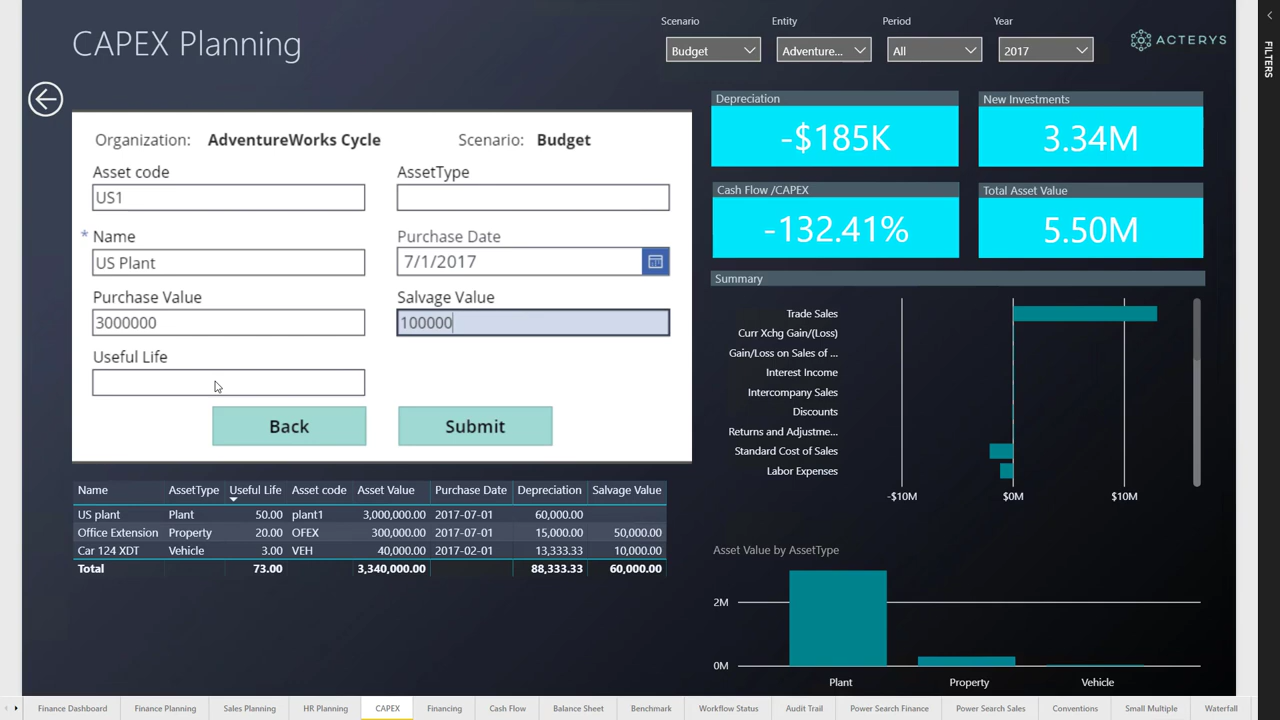 CAPEX Planning
Scenario
Entity
Period
Year
Budget
Adventure...
All
2017
ACTERYS
FILTERS
Organization: AdventureWorks Cycle
Scenario: Budget
Asset code
AssetType
US1
* Name
Purchase Date
US Plant
7/1/2017
Purchase Value
Salvage Value
3000000
100000
Useful Life
Back
Submit
Depreciation
-$185K
New Investments
3.34M
Cash Flow /CAPEX
-132.41%
Total Asset Value
5.50M
Summary
Trade Sales
Curr Xchg Gain/(Loss)
Gain/Loss on Sales of ...
Interest Income
Intercompany Sales
Discounts
Returns and Adjustme...
Standard Cost of Sales
Labor Expenses
-$10M $0M $10M
Name AssetType Useful Life Asset code Asset Value Purchase Date Depreciation Salvage Value
US plant Plant 50.00 plant1 3,000,000.00 2017-07-01 60,000.00
Office Extension Property 20.00 OFEX 300,000.00 2017-07-01 15,000.00 50,000.00
Car 124 XDT Vehicle 3.00 VEH 40,000.00 2017-02-01 13,333.33 10,000.00
Total 73.00 3,340,000.00 88,333.33 60,000.00
Asset Value by AssetType
2M
0M
Plant Property Vehicle
Finance Dashboard Finance Planning Sales Planning HR Planning CAPEX Financing Cash Flow Balance Sheet Benchmark Workflow Status Audit Trail Power Search Finance Power Search Sales Conventions Small Multiple Waterfall